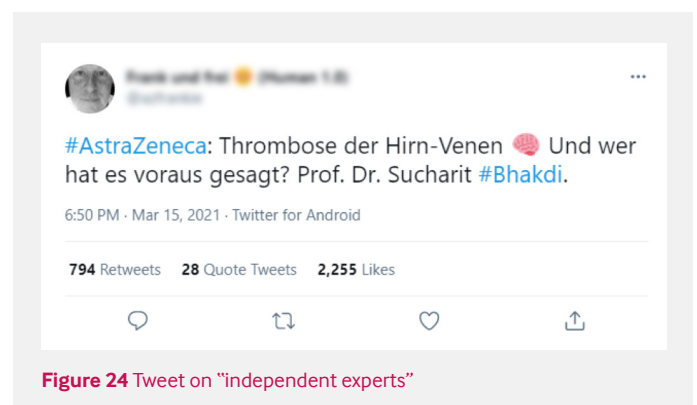 #AstraZeneca: Thrombose der Hirn-Venen 🧠 Und wer
hat es voraus gesagt? Prof. Dr. Sucharit #Bhakdi.
6:50 PM · Mar 15, 2021 · Twitter for Android
794 Retweets 28 Quote Tweets 2,255 Likes
Figure 24 Tweet on "independent experts"